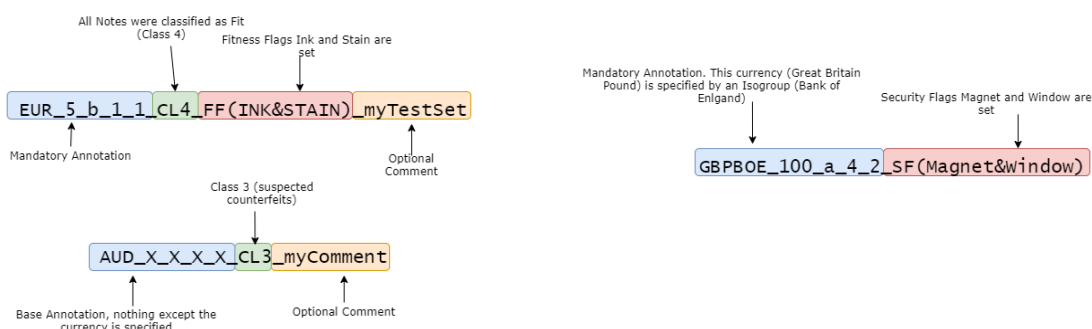 All Notes were classified as Fit
(Class 4)
Fitness Flags Ink and Stain are
set
EUR_5_b_1_1_CL4_FF(INK&STAIN)_myTestSet
Mandatory Annotation
Optional
Comment
Class 3 (suspected
counterfeits)
AUD_X_X_X_X_CL3_myComment
Base Annotation, nothing except the
currency is specified
Optional Comment
Mandatory Annotation. This currency (Great Britain
Pound) is specified by an Isogroup (Bank of
Enlgand)
Security Flags Magnet and Window are
set
GBPBOE_100_a_4_2_SF(Magnet&Window)